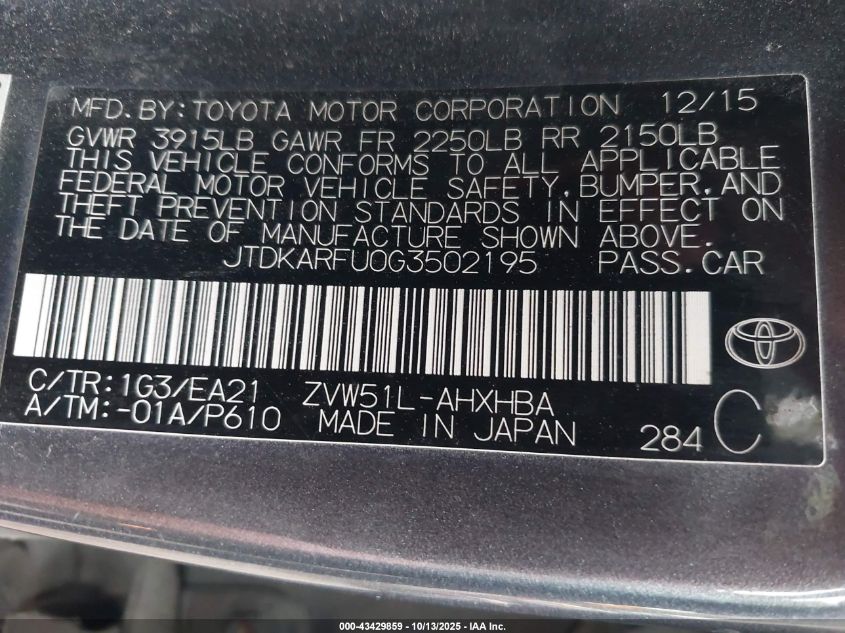 MFD.BY:TOYOTA MOTOR CORPORATION 12/15
GVWR 3915LB GAWR FR 2250LB RR 2150LB
THIS VEHICLE CONFORMS TO ALL APPLICABLE
FEDERAL MOTOR VEHICLE SAFETY, BUMPER, AND
THEFT PREVENTION STANDARDS IN EFFECT ON
THE DATE OF MANUFACTURE SHOWN ABOVE.
JTDKARFU0G3502195 PASS.CAR
C/TR:1G3/EA21 ZVW51L-AHXHBA
A/TM:-01A/P610 MADE IN JAPAN 284 C
000-43429859 - 10/13/2025 - IAA Inc.